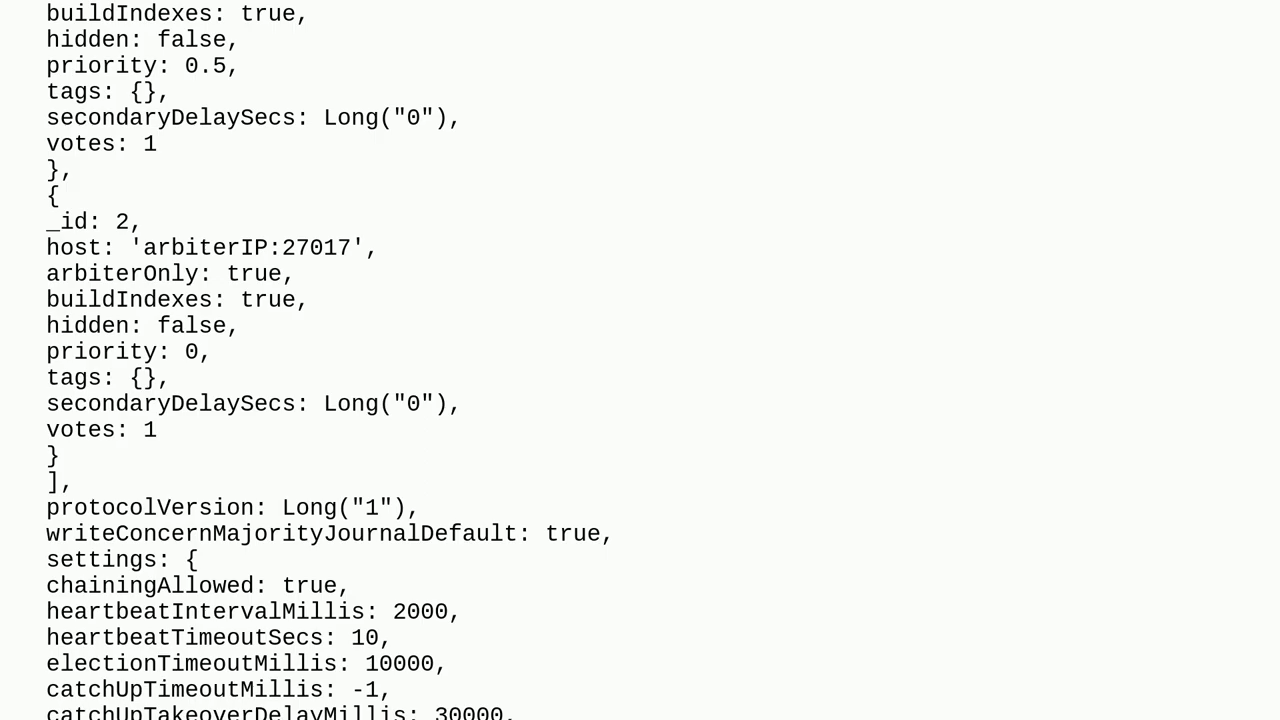 buildIndexes: true,
hidden: false,
priority: 0.5,
tags: {},
secondaryDelaySecs: Long("0"),
votes: 1
},
{
_id: 2,
host: 'arbiterIP:27017',
arbiterOnly: true,
buildIndexes: true,
hidden: false,
priority: 0,
tags: {},
secondaryDelaySecs: Long("0"),
votes: 1
}
],
protocolVersion: Long("1"),
writeConcernMajorityJournalDefault: true,
settings: {
chainingAllowed: true,
heartbeatIntervalMillis: 2000,
heartbeatTimeoutSecs: 10,
electionTimeoutMillis: 10000,
catchUpTimeoutMillis: -1,
catchUpTakeoverDelayMillis: 30000,